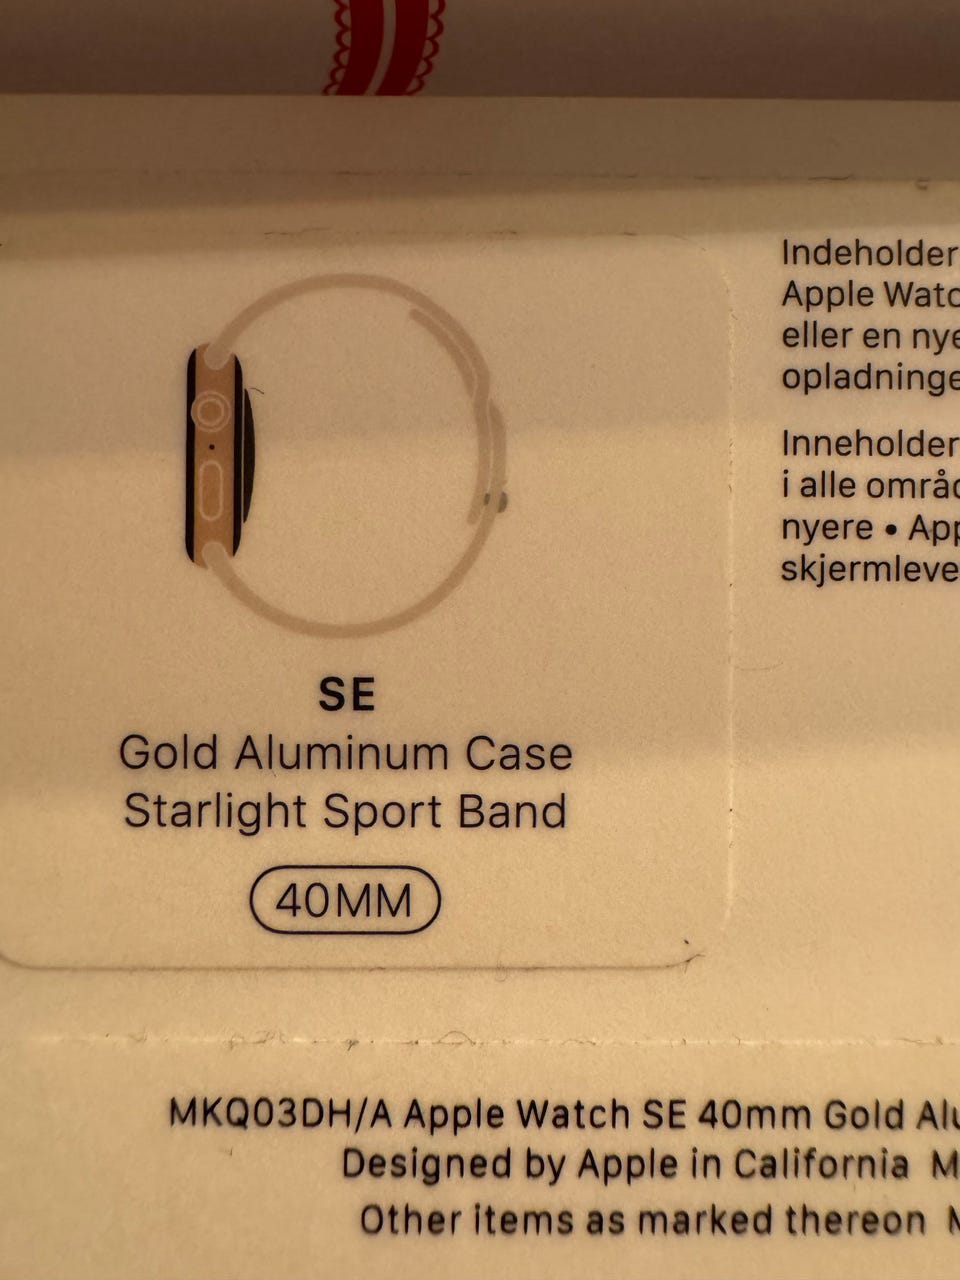 SE
Gold Aluminum Case
Starlight Sport Band
40MM
Indeholder
Apple Watc
eller en nye
opladninge
Inneholder
i alle områd
nyere • App
skjermleve
MKQ03DH/A Apple Watch SE 40mm Gold Alu
Designed by Apple in California M
Other items as marked thereon M